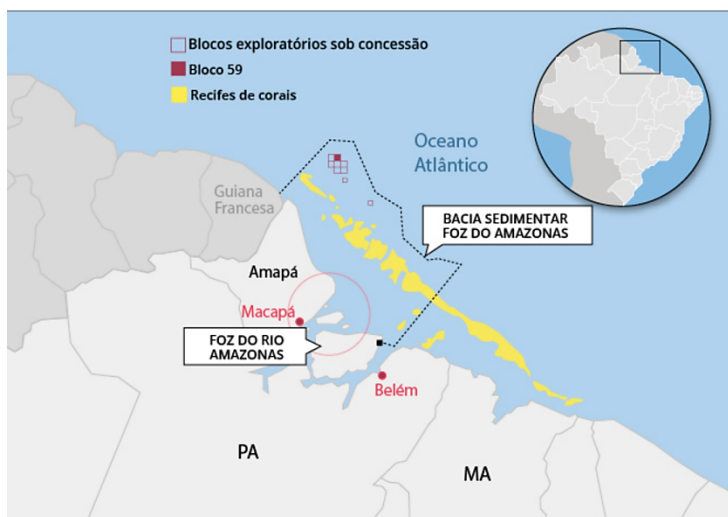 Blocos exploratórios sob concessão
Bloco 59
Recifes de corais
Oceano
Atlântico
Guiana
Francesa
BACIA SEDIMENTAR
FOZ DO AMAZONAS
Amapá
Macapá
FOZ DO RIO
AMAZONAS
Belém
PA
MA